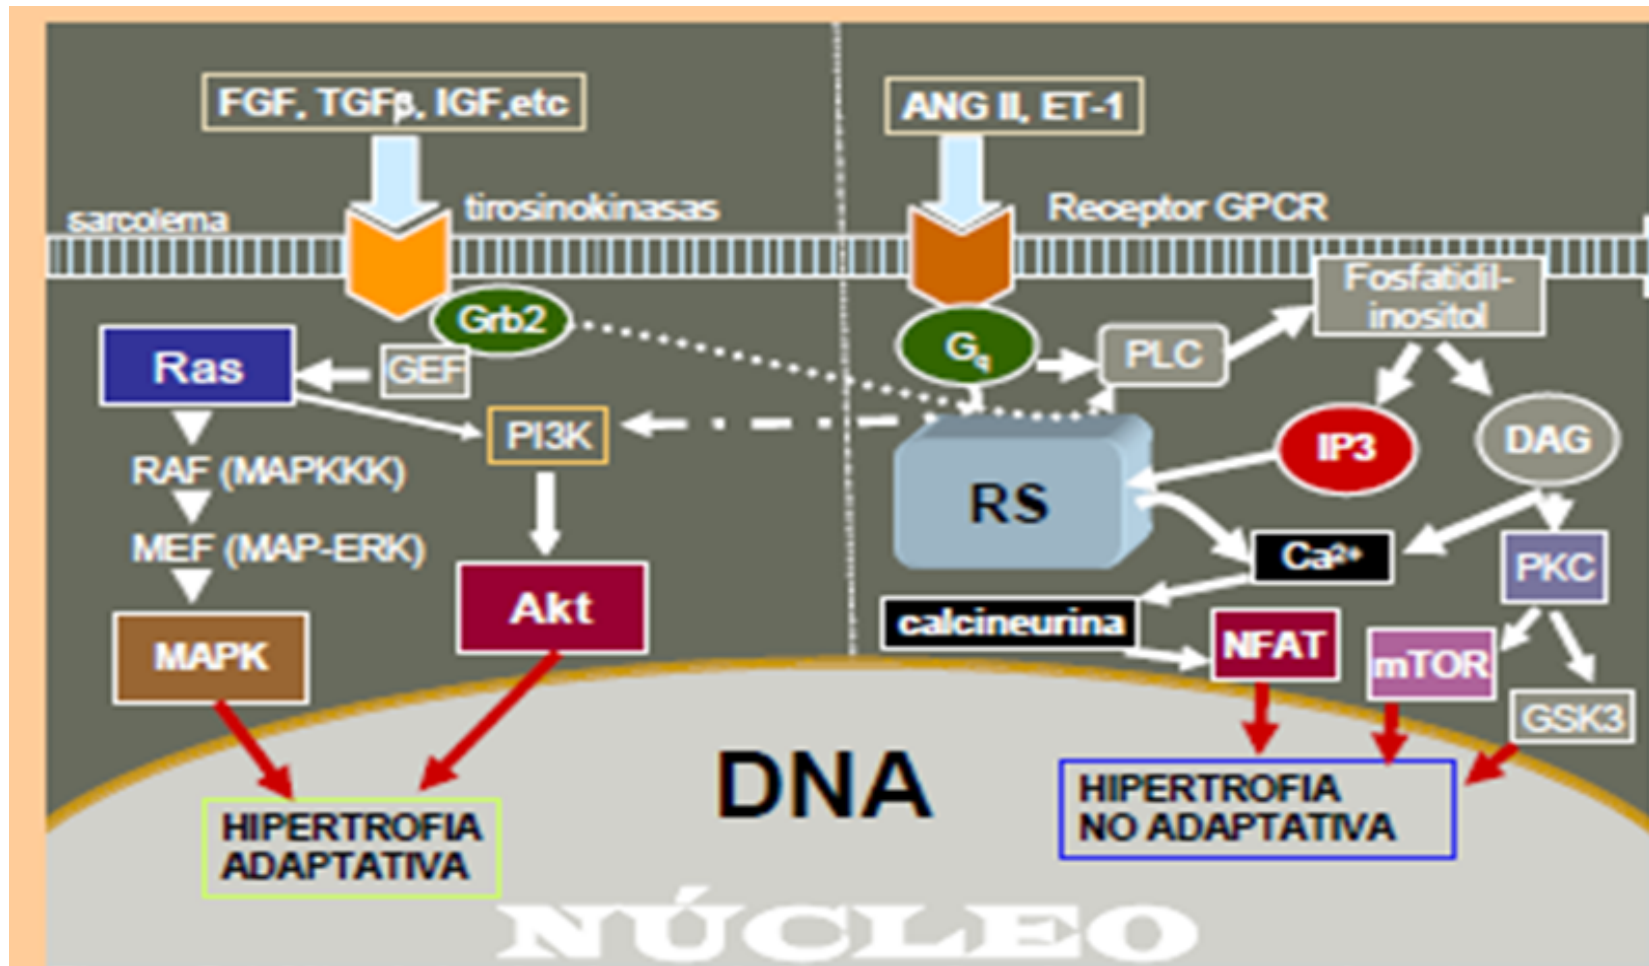 FGF, TGFβ, IGF,etc
ANG II, ET-1
sarcolema
tirosinokinasas
Receptor GPCR
Fosfatidil-
inositol
Grb2
Gq
PLC
Ras
GEF
PI3K
IP3
DAG
RAF (MAPKKK)
RS
MEF (MAP-ERK)
Ca2+
PKC
Akt
calcineurina
NFAT
MAPK
mTOR
GSK3
DNA
HIPERTROFIA
ADAPTATIVA
HIPERTROFIA
NO ADAPTATIVA
NÚCLEO